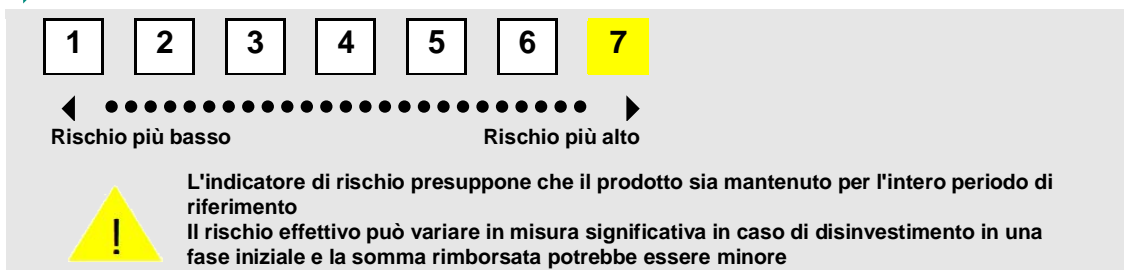 1 2 3 4 5 6 7
Rischio più basso Rischio più alto
L'indicatore di rischio presuppone che il prodotto sia mantenuto per l'intero periodo di
riferimento
Il rischio effettivo può variare in misura significativa in caso di disinvestimento in una
fase iniziale e la somma rimborsata potrebbe essere minore
!